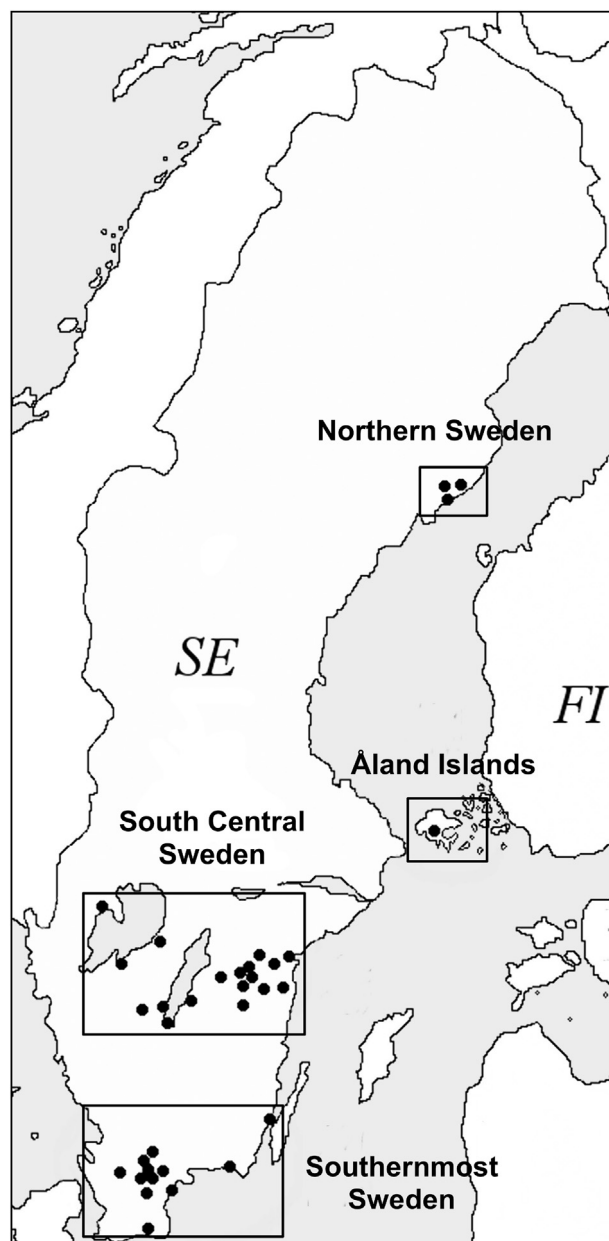 Northern Sweden
SE
FI
Åland Islands
South Central
Sweden
Southernmost
Sweden